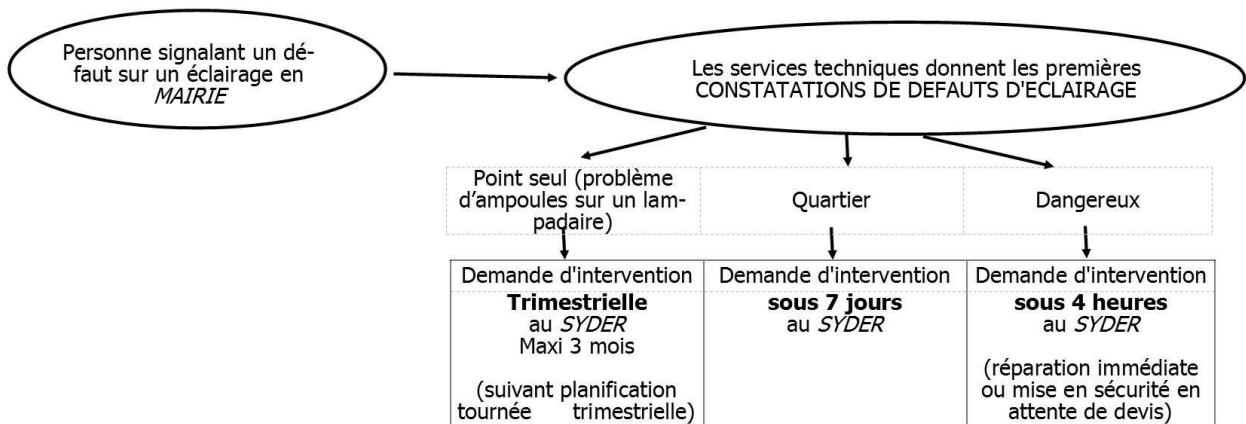 Personne signalant un dé-
faut sur un éclairage en
MAIRIE
Les services techniques donnent les premières
CONSTATATIONS DE DEFAUTS D'ECLAIRAGE
Point seul (problème
d’ampoules sur un lam-
padaire)
Quartier
Dangereux
Demande d'intervention
Trimestrielle
au SYDER
Maxi 3 mois
(suivant planification
tournée trimestrielle)
Demande d'intervention
sous 7 jours
au SYDER
Demande d'intervention
sous 4 heures
au SYDER
(réparation immédiate
ou mise en sécurité en
attente de devis)